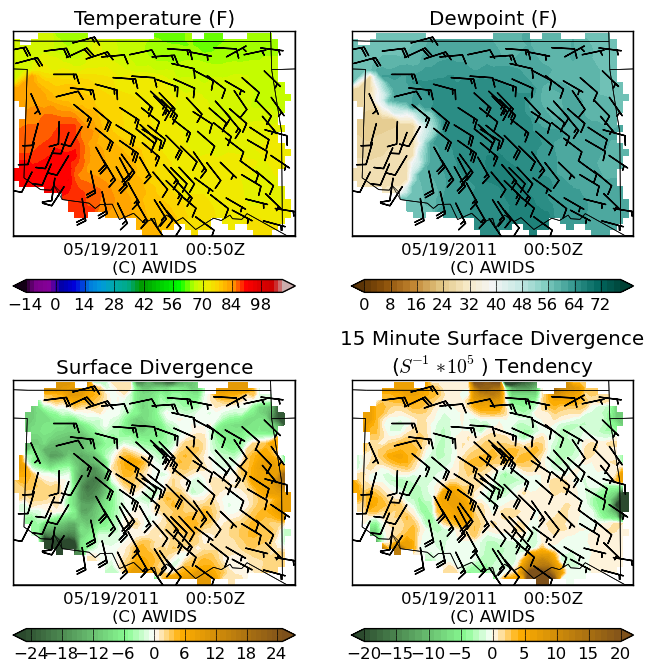 Temperature (F)
Dewpoint (F)
05/19/2011 00:50Z
(C) AWIDS
05/19/2011 00:50Z
(C) AWIDS
−14 0 14 28 42 56 70 84 98
0 8 16 24 32 40 48 56 64 72
Surface Divergence
15 Minute Surface Divergence
(S⁻¹ *10⁵ ) Tendency
05/19/2011 00:50Z
(C) AWIDS
05/19/2011 00:50Z
(C) AWIDS
−24 −18 −12 −6 0 6 12 18 24
−20 −15 −10 −5 0 5 10 15 20